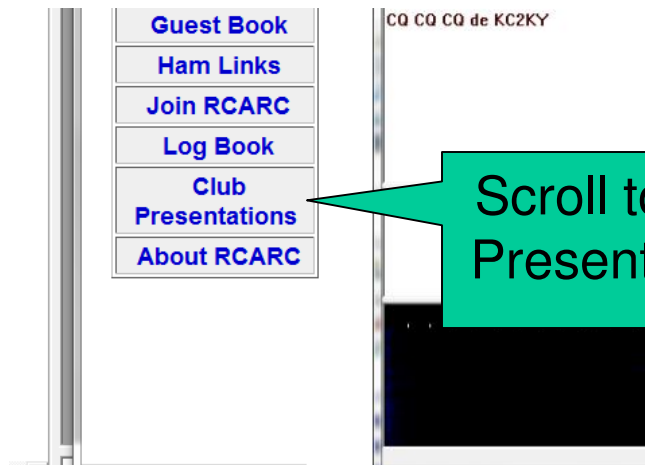 Guest Book
Ham Links
Join RCARC
Log Book
Club
Presentations
About RCARC
CQ CQ CQ de KC2KY
Scroll to
Present